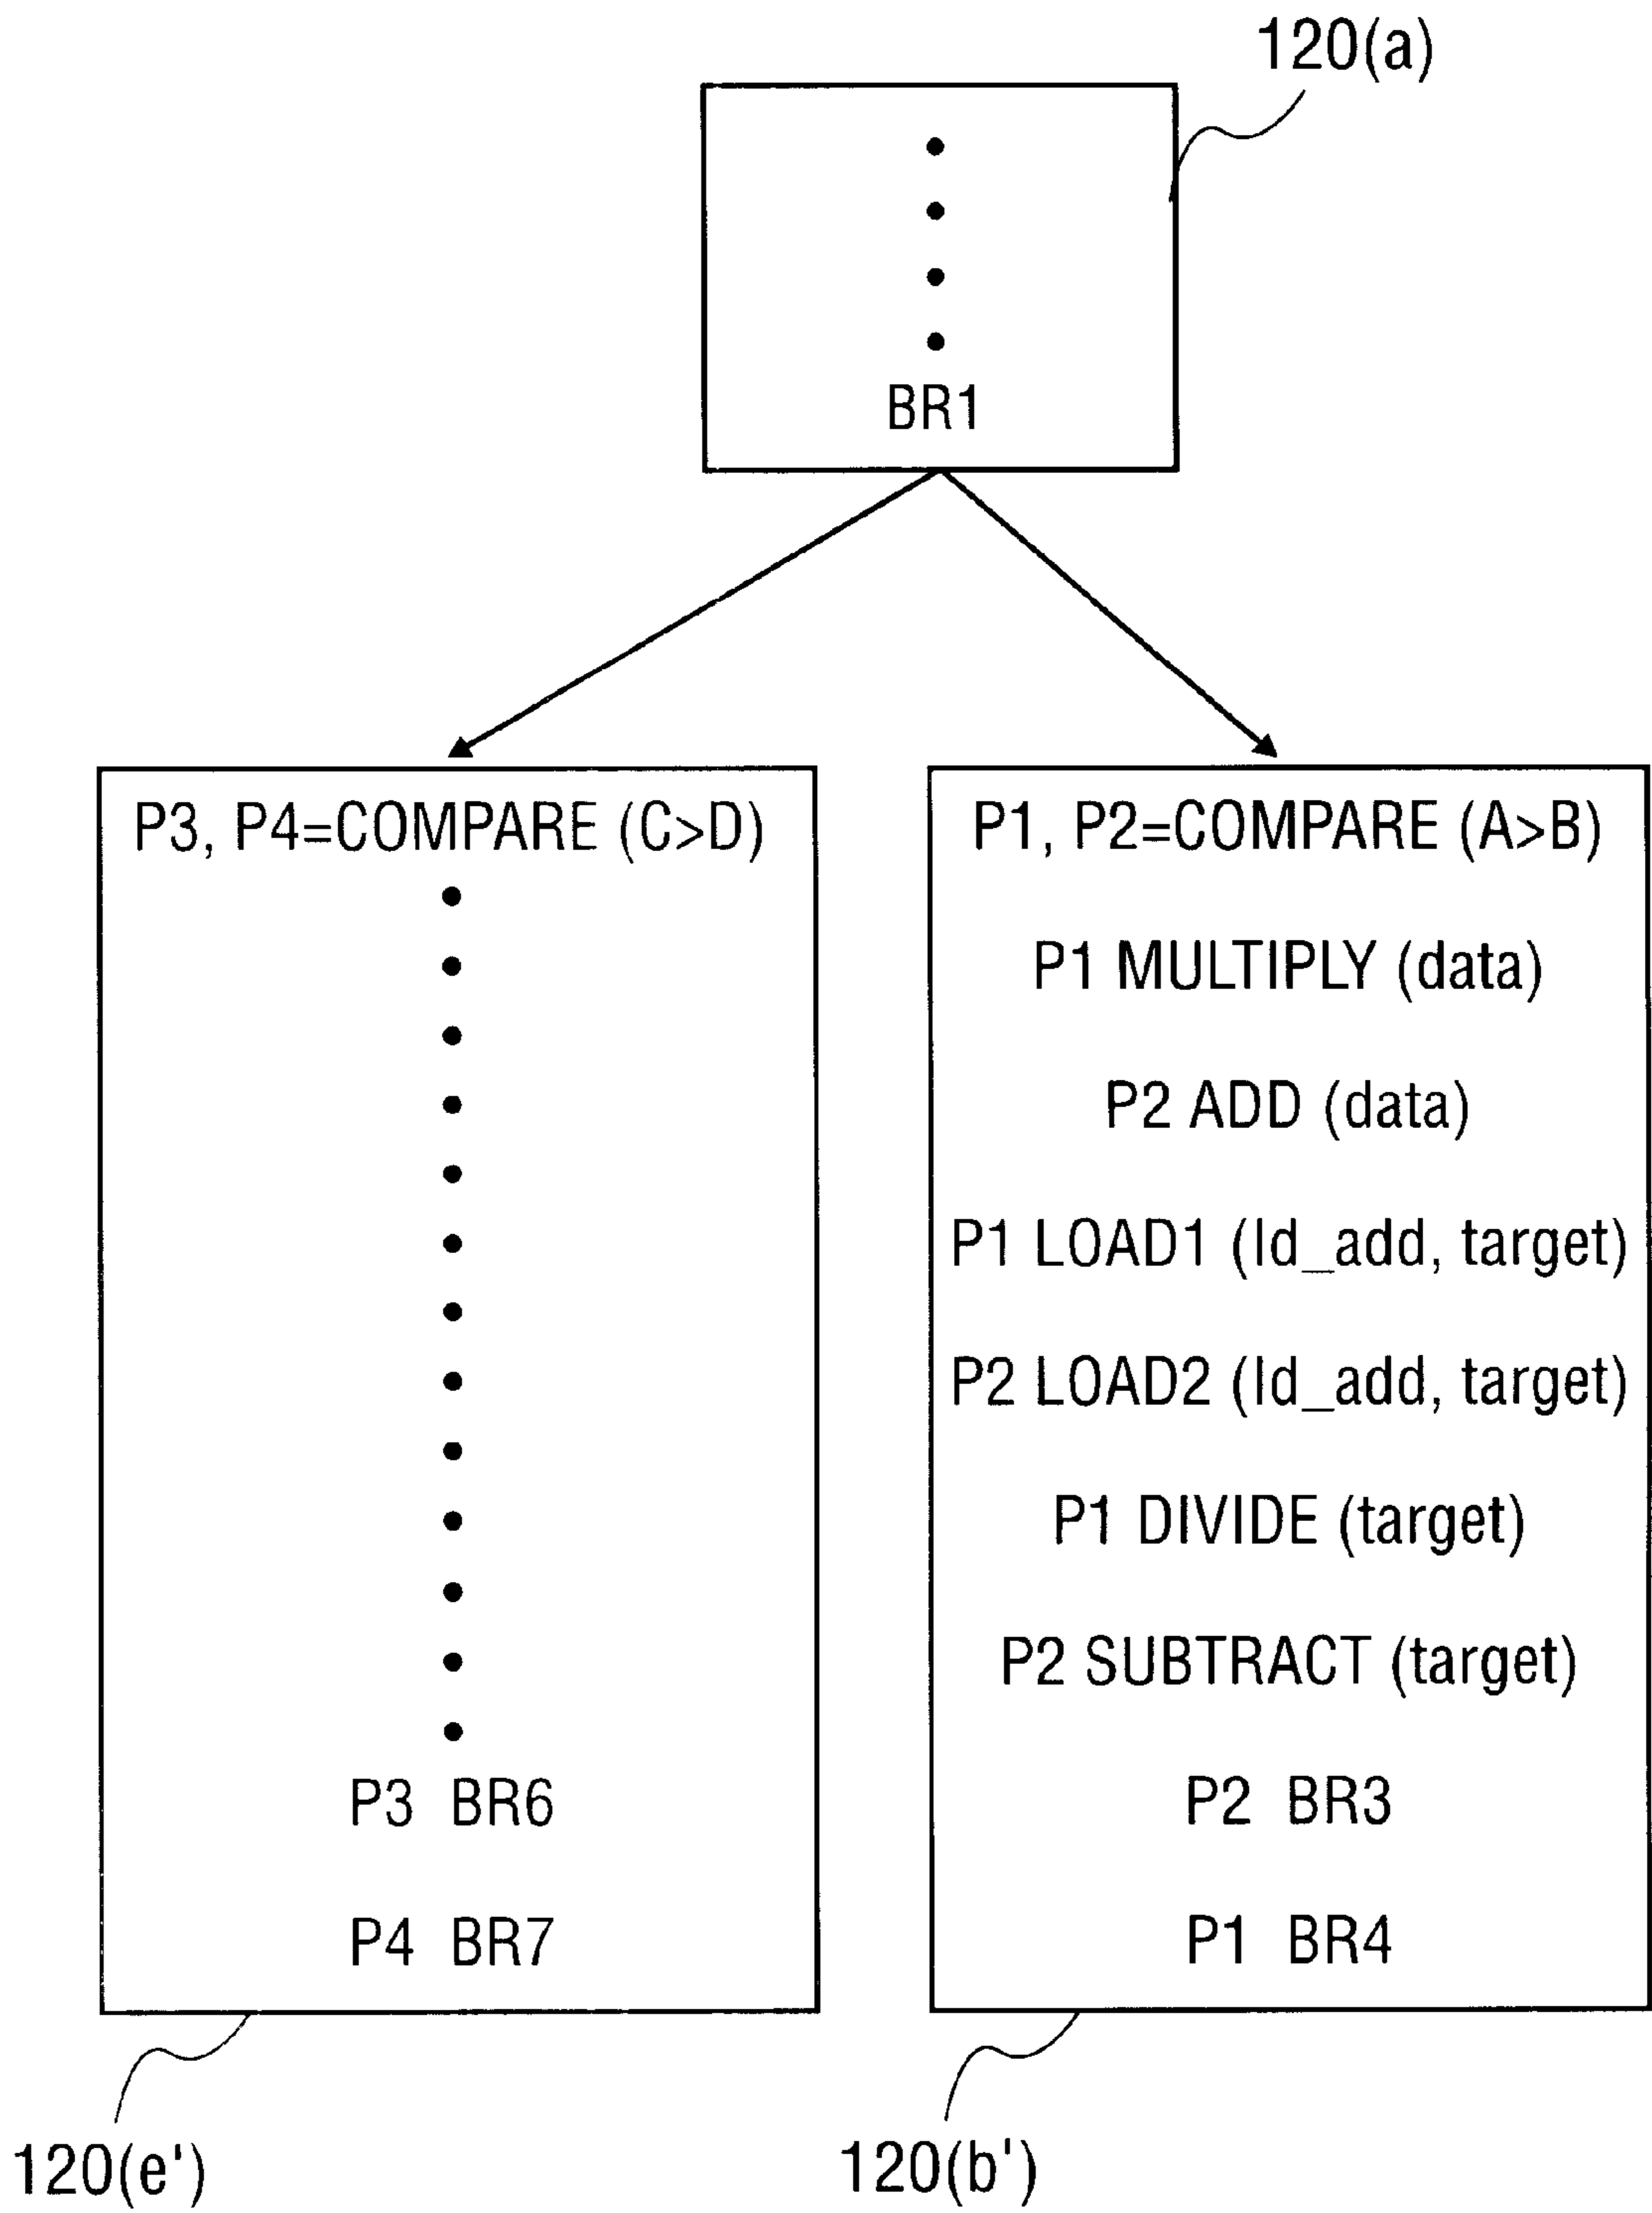 120(a)
BR1
P3, P4=COMPARE (C>D)
P3 BR6
P4 BR7
120(e')
P1, P2=COMPARE (A>B)
P1 MULTIPLY (data)
P2 ADD (data)
P1 LOAD1 (ld_add, target)
P2 LOAD2 (ld_add, target)
P1 DIVIDE (target)
P2 SUBTRACT (target)
P2 BR3
P1 BR4
120(b')